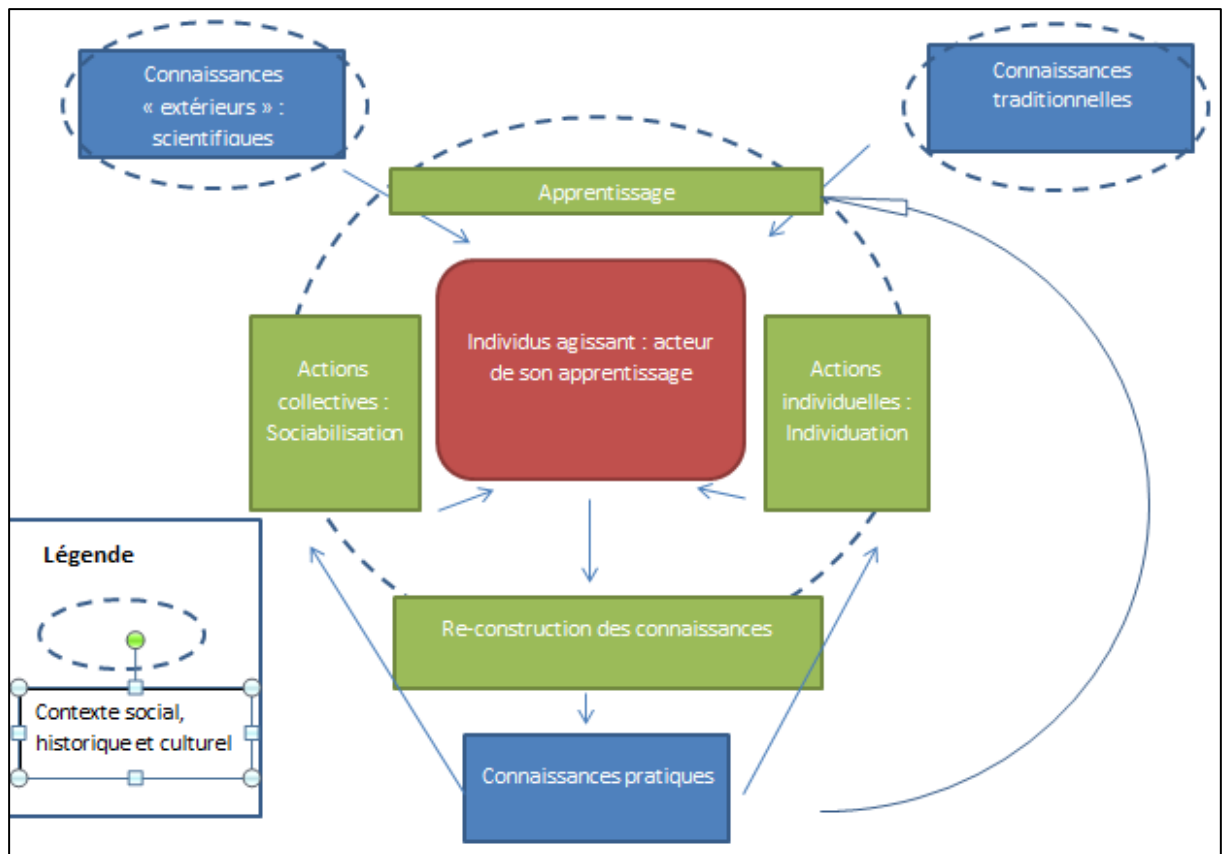 Connaissances
« extérieurs » :
scientifiques
Connaissances
traditionnelles
Apprentissage
Individus agissant : acteur
de son apprentissage
Actions
collectives :
Sociabilisation
Actions
individuelles :
Individuation
Légende
Contexte social,
historique et culturel
Re-construction des connaissances
Connaissances pratiques